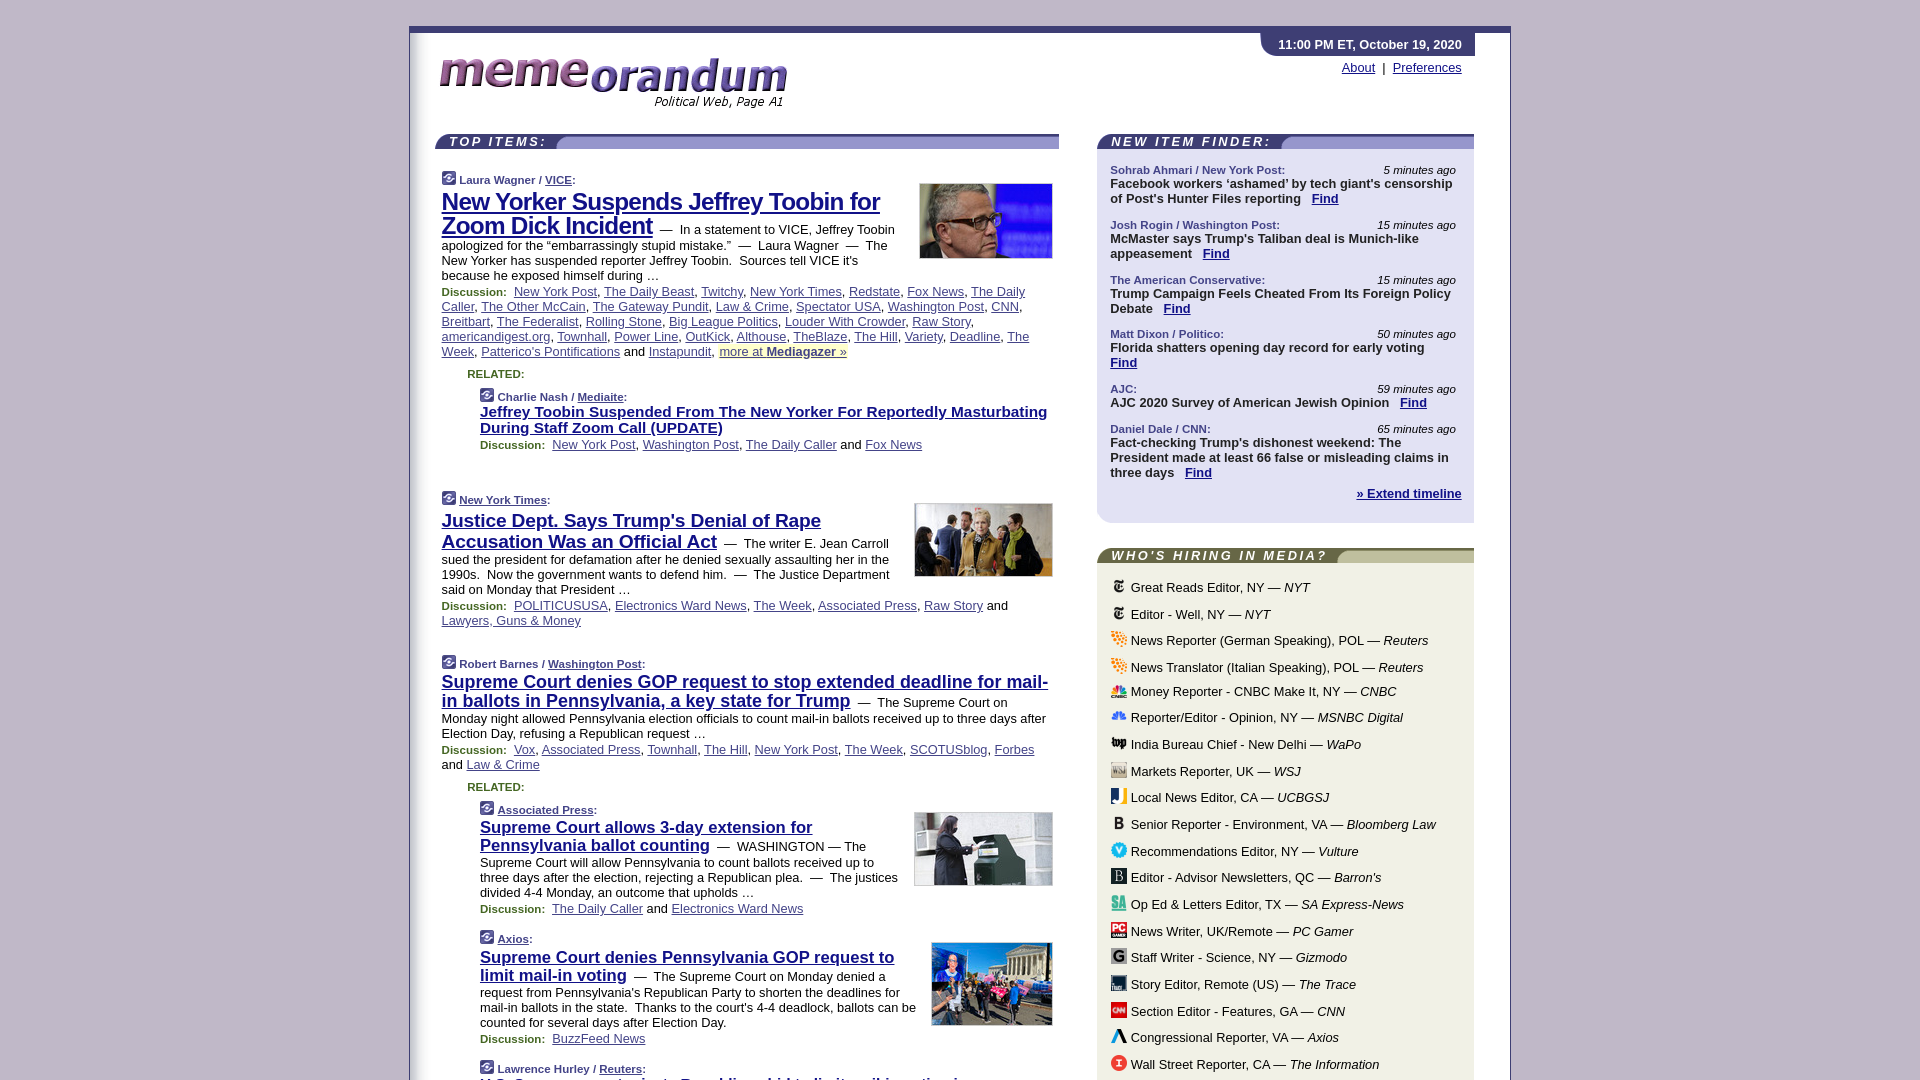 11:00 PM ET, October 19, 2020
About | Preferences
memeorandum
Political Web, Page A1
TOP ITEMS:
Laura Wagner / VICE:
New Yorker Suspends Jeffrey Toobin for
Zoom Dick Incident — In a statement to VICE, Jeffrey Toobin
apologized for the “embarrassingly stupid mistake.” — Laura Wagner — The
New Yorker has suspended reporter Jeffrey Toobin. Sources tell VICE it's
because he exposed himself during …
Discussion: New York Post, The Daily Beast, Twitchy, New York Times, Redstate, Fox News, The Daily
Caller, The Other McCain, The Gateway Pundit, Law & Crime, Spectator USA, Washington Post, CNN,
Breitbart, The Federalist, Rolling Stone, Big League Politics, Louder With Crowder, Raw Story,
americandigest.org, Townhall, Power Line, OutKick, Althouse, TheBlaze, The Hill, Variety, Deadline, The
Week, Patterico's Pontifications and Instapundit, more at Mediagazer »
RELATED:
Charlie Nash / Mediaite:
Jeffrey Toobin Suspended From The New Yorker For Reportedly Masturbating
During Staff Zoom Call (UPDATE)
Discussion: New York Post, Washington Post, The Daily Caller and Fox News
New York Times:
Justice Dept. Says Trump's Denial of Rape
Accusation Was an Official Act — The writer E. Jean Carroll
sued the president for defamation after he denied sexually assaulting her in the
1990s. Now the government wants to defend him. — The Justice Department
said on Monday that President …
Discussion: POLITICUSUSA, Electronics Ward News, The Week, Associated Press, Raw Story and
Lawyers, Guns & Money
Robert Barnes / Washington Post:
Supreme Court denies GOP request to stop extended deadline for mail-
in ballots in Pennsylvania, a key state for Trump — The Supreme Court on
Monday night allowed Pennsylvania election officials to count mail-in ballots received up to three days after
Election Day, refusing a Republican request …
Discussion: Vox, Associated Press, Townhall, The Hill, New York Post, The Week, SCOTUSblog, Forbes
and Law & Crime
RELATED:
Associated Press:
Supreme Court allows 3-day extension for
Pennsylvania ballot counting — WASHINGTON — The
Supreme Court will allow Pennsylvania to count ballots received up to
three days after the election, rejecting a Republican plea. — The justices
divided 4-4 Monday, an outcome that upholds …
Discussion: The Daily Caller and Electronics Ward News
Axios:
Supreme Court denies Pennsylvania GOP request to
limit mail-in voting — The Supreme Court on Monday denied a
request from Pennsylvania's Republican Party to shorten the deadlines for
mail-in ballots in the state. Thanks to the court's 4-4 deadlock, ballots can be
counted for several days after Election Day.
Discussion: BuzzFeed News
Lawrence Hurley / Reuters:
NEW ITEM FINDER:
Sohrab Ahmari / New York Post: 5 minutes ago
Facebook workers ‘ashamed’ by tech giant's censorship
of Post's Hunter Files reporting Find
Josh Rogin / Washington Post: 15 minutes ago
McMaster says Trump's Taliban deal is Munich-like
appeasement Find
The American Conservative: 15 minutes ago
Trump Campaign Feels Cheated From Its Foreign Policy
Debate Find
Matt Dixon / Politico: 50 minutes ago
Florida shatters opening day record for early voting
Find
AJC: 59 minutes ago
AJC 2020 Survey of American Jewish Opinion Find
Daniel Dale / CNN: 65 minutes ago
Fact-checking Trump's dishonest weekend: The
President made at least 66 false or misleading claims in
three days Find
» Extend timeline
WHO'S HIRING IN MEDIA?
Great Reads Editor, NY — NYT
Editor - Well, NY — NYT
News Reporter (German Speaking), POL — Reuters
News Translator (Italian Speaking), POL — Reuters
Money Reporter - CNBC Make It, NY — CNBC
Reporter/Editor - Opinion, NY — MSNBC Digital
India Bureau Chief - New Delhi — WaPo
Markets Reporter, UK — WSJ
Local News Editor, CA — UCBGSJ
Senior Reporter - Environment, VA — Bloomberg Law
Recommendations Editor, NY — Vulture
Editor - Advisor Newsletters, QC — Barron's
Op Ed & Letters Editor, TX — SA Express-News
News Writer, UK/Remote — PC Gamer
Staff Writer - Science, NY — Gizmodo
Story Editor, Remote (US) — The Trace
Section Editor - Features, GA — CNN
Congressional Reporter, VA — Axios
Wall Street Reporter, CA — The Information